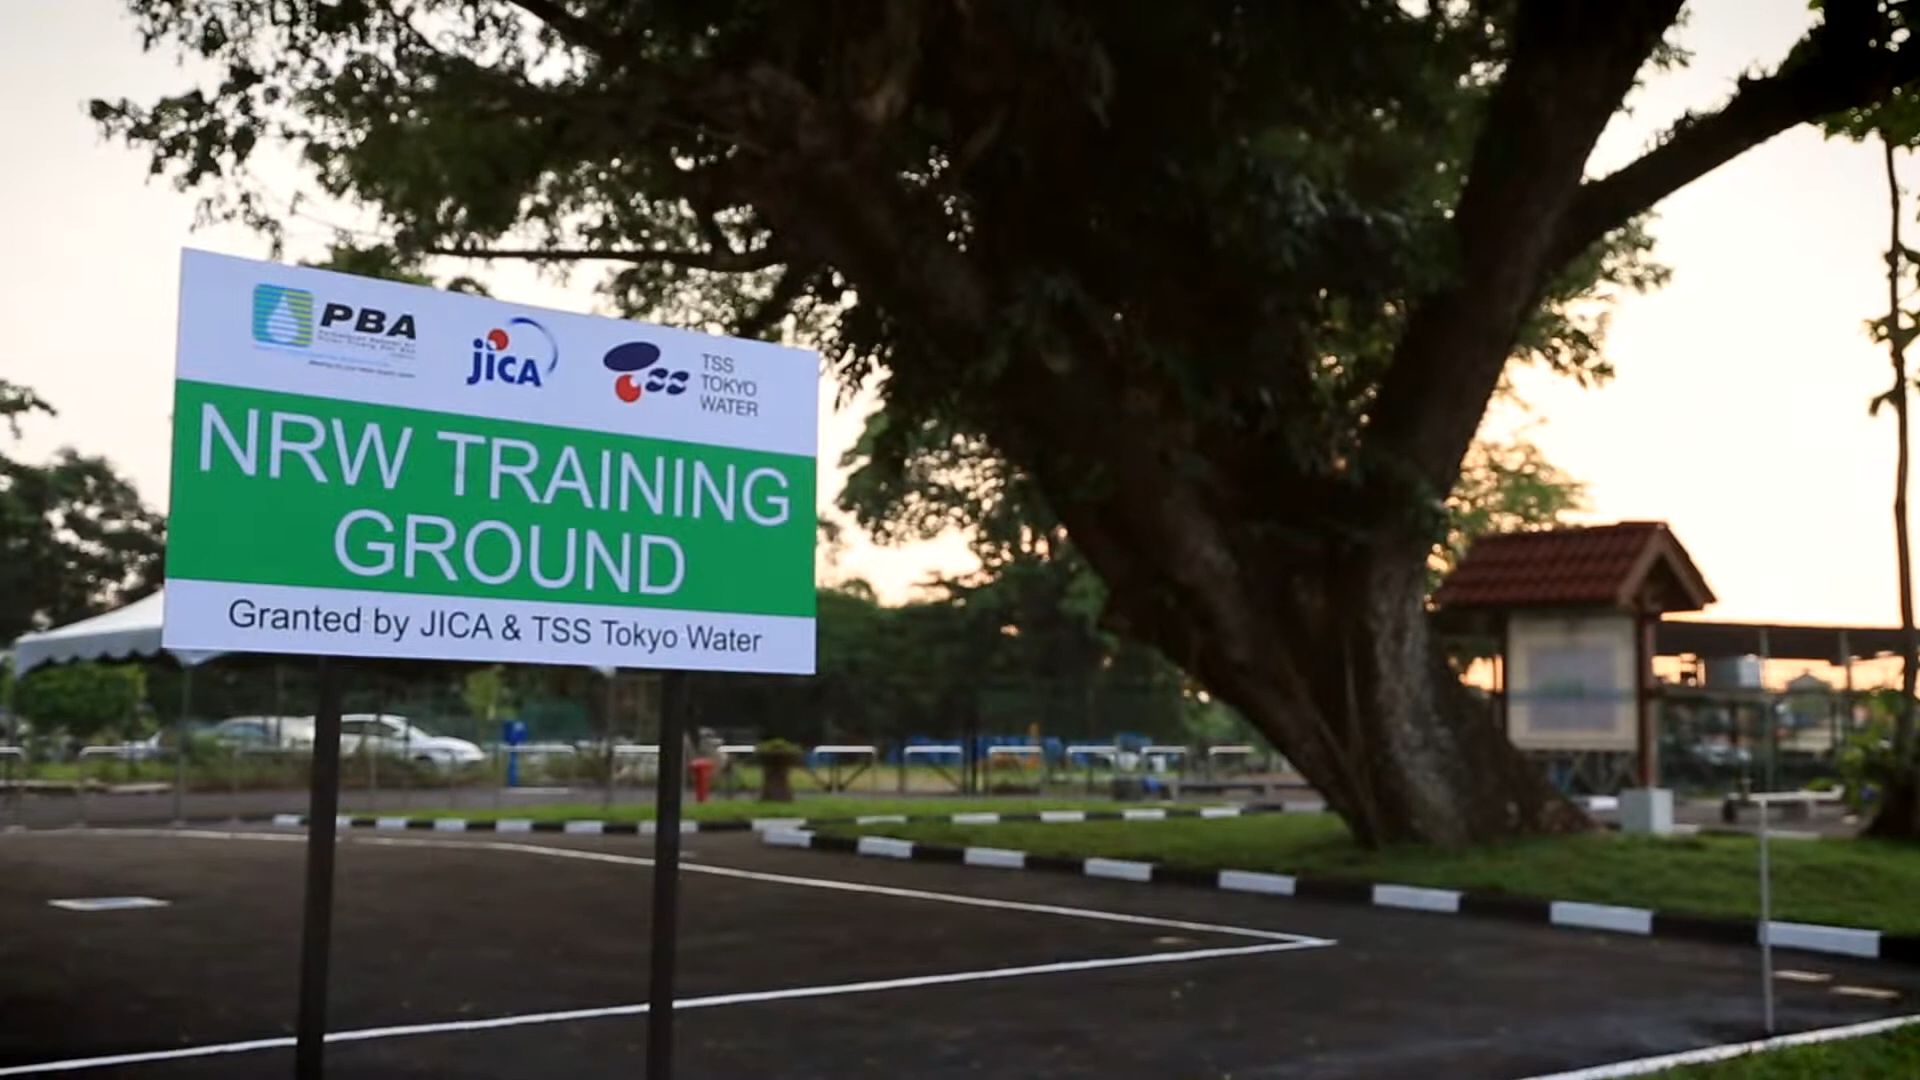 PBA
JICA
TSS
TOKYO
WATER
NRW TRAINING
GROUND
Granted by JICA & TSS Tokyo Water